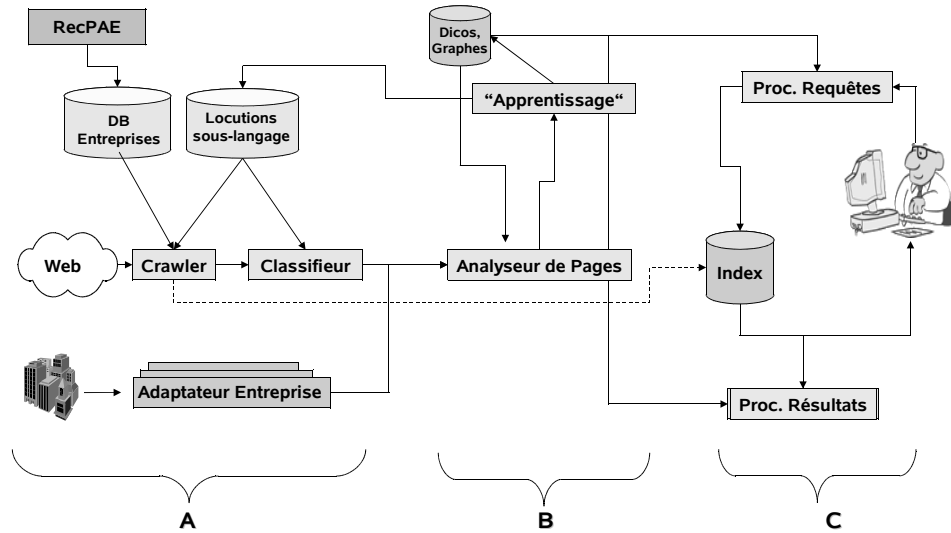 RecPAE
Dicos,
Graphes
“Apprentissage“
Proc. Requêtes
DB
Entreprises
Locutions
sous-langage
Web
Crawler
Classifieur
Analyseur de Pages
Index
Adaptateur Entreprise
Proc. Résultats
A
B
C